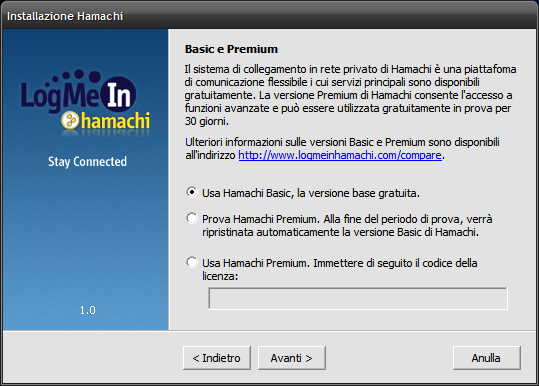 Installazione Hamachi
LogMeIn
hamachi
Stay Connected
1.0
Basic e Premium
Il sistema di collegamento in rete privato di Hamachi è una piattafoma
di comunicazione flessibile i cui servizi principali sono disponibili
gratuitamente. La versione Premium di Hamachi consente l'accesso a
funzioni avanzate e può essere utilizzata gratuitamente in prova per
30 giorni.
Ulteriori informazioni sulle versioni Basic e Premium sono disponibili
all'indirizzo http://www.logmeinhamachi.com/compare.
Usa Hamachi Basic, la versione base gratuita.
Prova Hamachi Premium. Alla fine del periodo di prova, verrà
ripristinata automaticamente la versione Basic di Hamachi.
Usa Hamachi Premium. Immettere di seguito il codice della
licenza:
< Indietro
Avanti >
Anulla